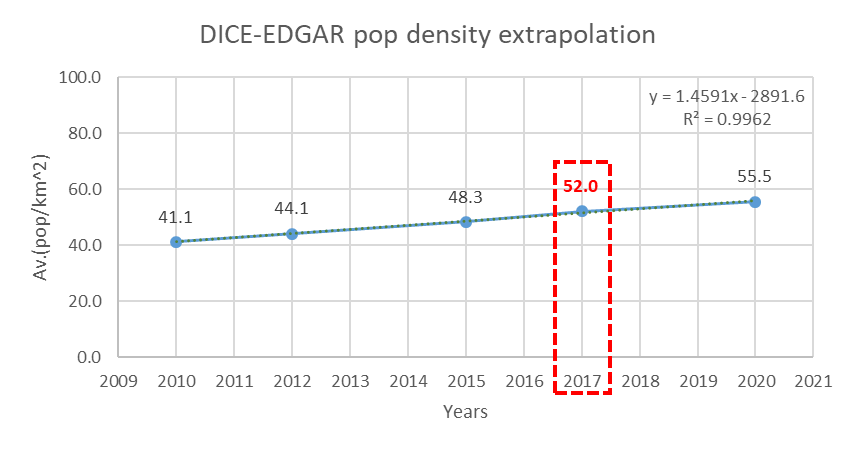 DICE-EDGAR pop density extrapolation
100.0
y = 1.4591x - 2891.6
R² = 0.9962
80.0
60.0
41.1
44.1
48.3
52.0
55.5
40.0
20.0
0.0
Av.(pop/km^2)
2009 2010 2011 2012 2013 2014 2015 2016 2017 2018 2019 2020 2021
Years